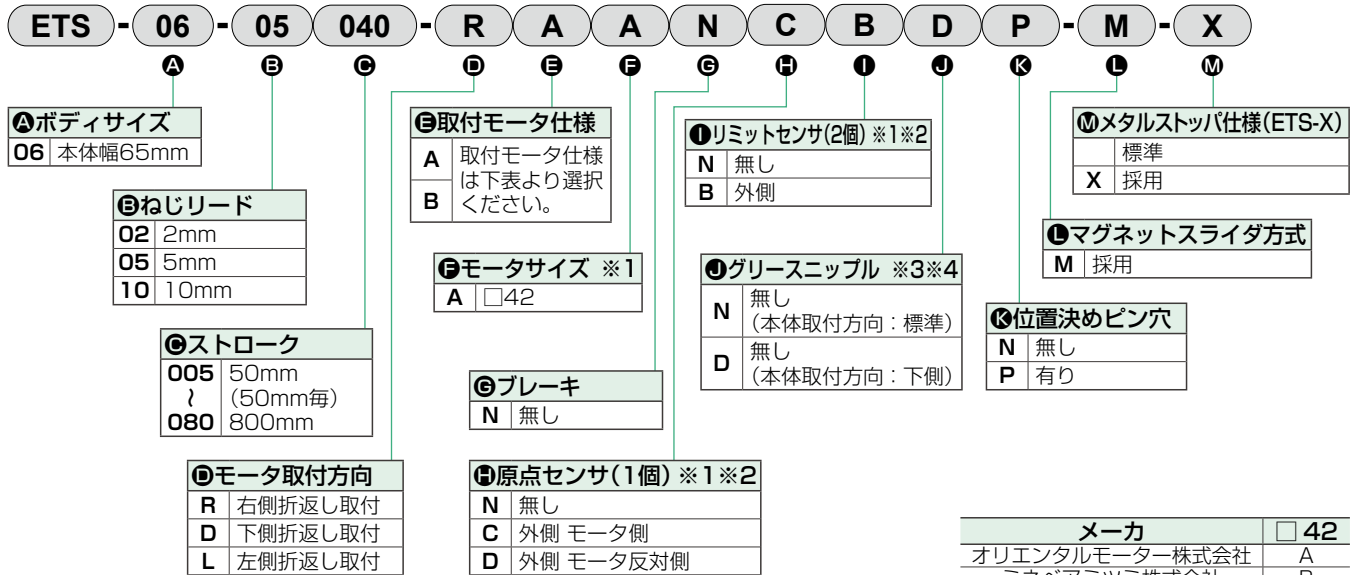 ETS - 06 - 05 040 - R A A N C B D P - M - X
A B C D E F G H I J K L M
Aボディサイズ
06 本体幅65mm
Bねじリード
02 2mm
05 5mm
10 10mm
Cストローク
005 50mm
〜 (50mm毎)
080 800mm
Dモータ取付方向
R 右側折返し取付
D 下側折返し取付
L 左側折返し取付
E取付モータ仕様
A 取付モータ仕様
は下表より選択
B ください。
Fモータサイズ ※1
A □42
Gブレーキ
N 無し
H原点センサ(1個)※1※2
N 無し
C 外側 モータ側
D 外側 モータ反対側
Iリミットセンサ(2個)※1※2
N 無し
B 外側
Jグリースニップル ※3※4
N 無し
(本体取付方向：標準)
D 無し
(本体取付方向：下側)
K位置決めピン穴
N 無し
P 有り
Lマグネットスライダ方式
M 採用
Mメタルストッパ仕様(ETS-X)
標準
X 採用
メーカ □42
オリエンタルモーター株式会社 A